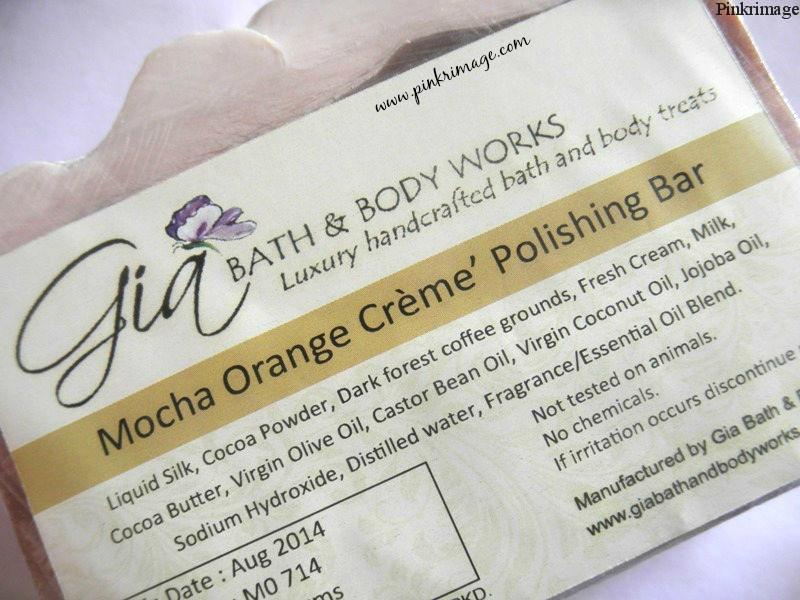 Pinkrimage
www.pinkrimage.com
Gia BATH & BODY WORKS
Luxury handcrafted bath and body treats
Mocha Orange Crème' Polishing Bar
Liquid Silk, Cocoa Powder, Dark forest coffee grounds, Fresh Cream, Milk,
Cocoa Butter, Virgin Olive Oil, Castor Bean Oil, Virgin Coconut Oil, Jojoba Oil,
Sodium Hydroxide, Distilled water, Fragrance/Essential Oil Blend.
Not tested on animals.
No chemicals.
If irritation occurs discontinue
Manufactured by Gia Bath &
www.giabathandbodyworks.
Date : Aug 2014
M0 714